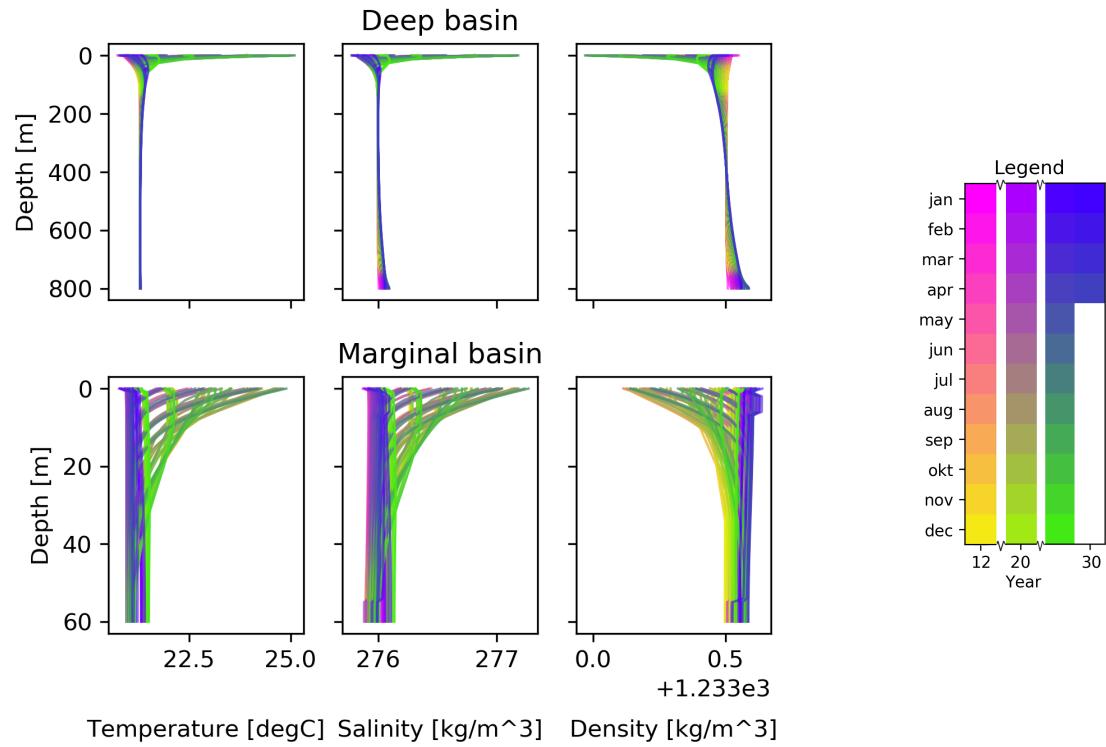 Deep basin
0
200
400
600
800
Depth [m]
Marginal basin
0
20
40
60
Depth [m]
22.5 25.0
276 277
0.0 0.5
+1.233e3
Temperature [degC] Salinity [kg/m^3] Density [kg/m^3]
Legend
jan
feb
mar
apr
may
jun
jul
aug
sep
okt
nov
dec
12 20 30
Year